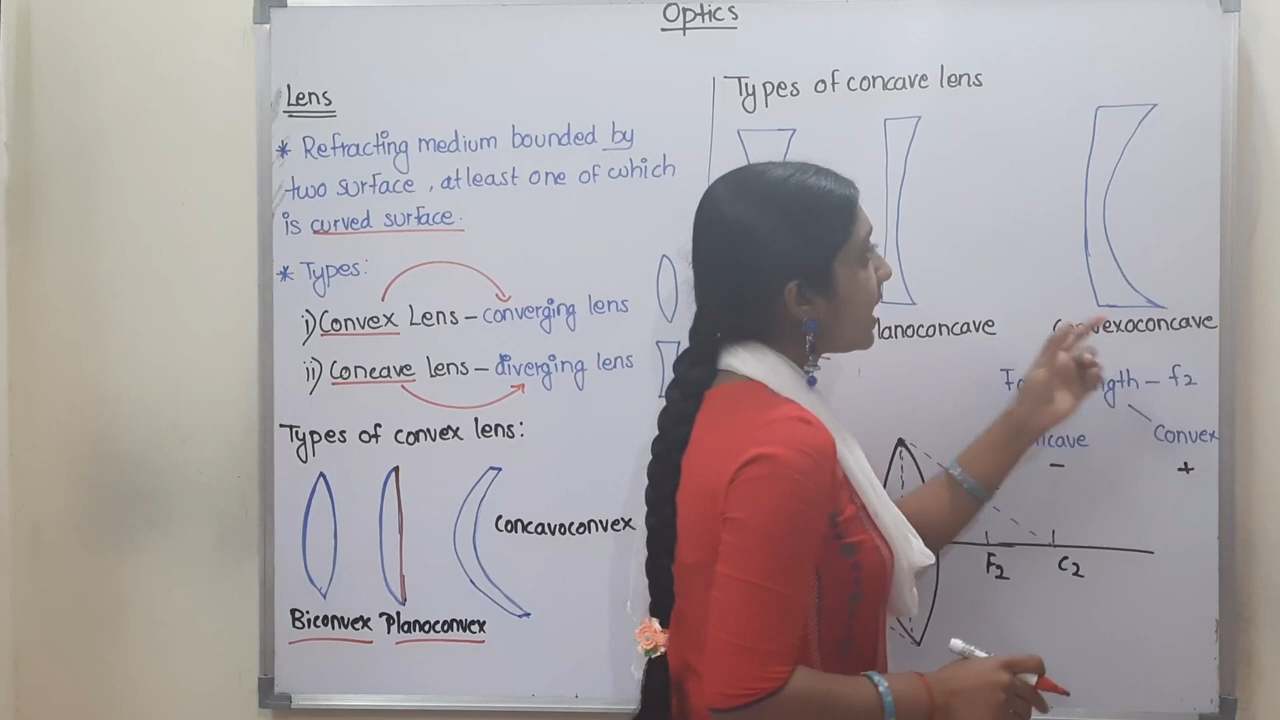 Optics
Lens
* Refracting medium bounded by
two surface, atleast one of which
is curved surface.
* Types:
i) Convex Lens – converging lens
ii) Concave lens – diverging lens
Types of convex lens:
Concavoconvex
Biconvex Planoconvex
Types of concave lens
lanoconcave
– f2
Convex
– +
F2 C2